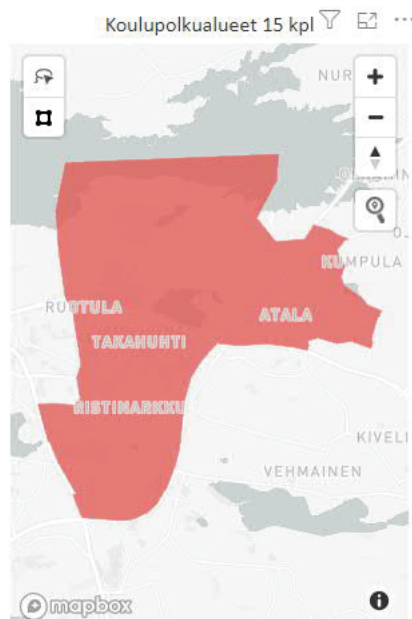 Koulupolkualueet 15 kpl
NUR
KUMPULA
RUOTULA
ATALA
TAKAHUHTI
RISTINARKKU
KIVELI
VEHMAINEN
mapbox